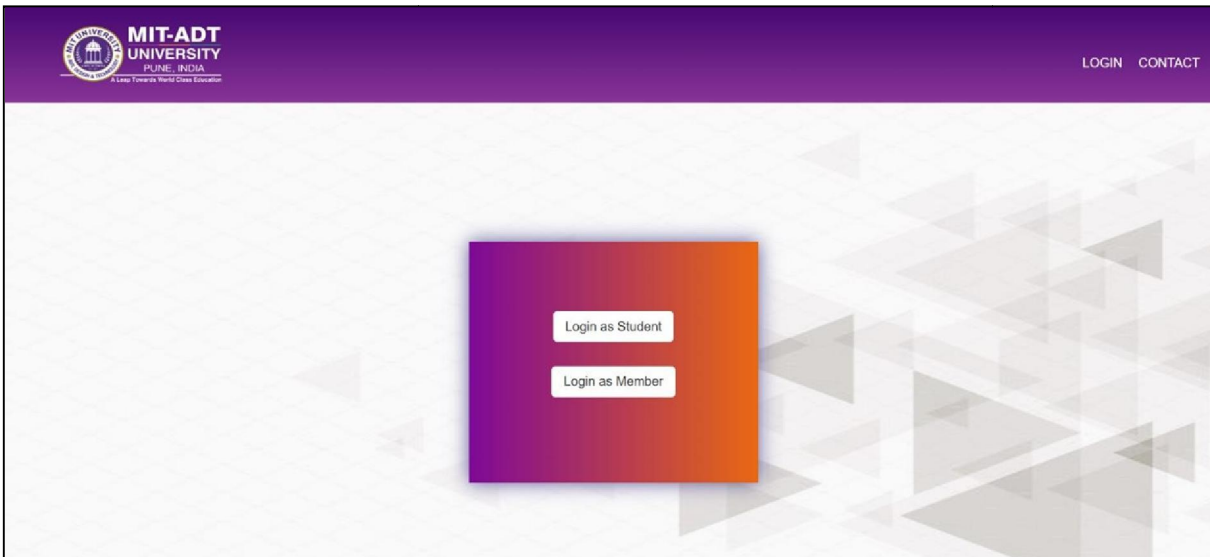 MIT-ADT
UNIVERSITY
PUNE, INDIA
A Leap Towards World Class Education
LOGIN CONTACT
Login as Student
Login as Member